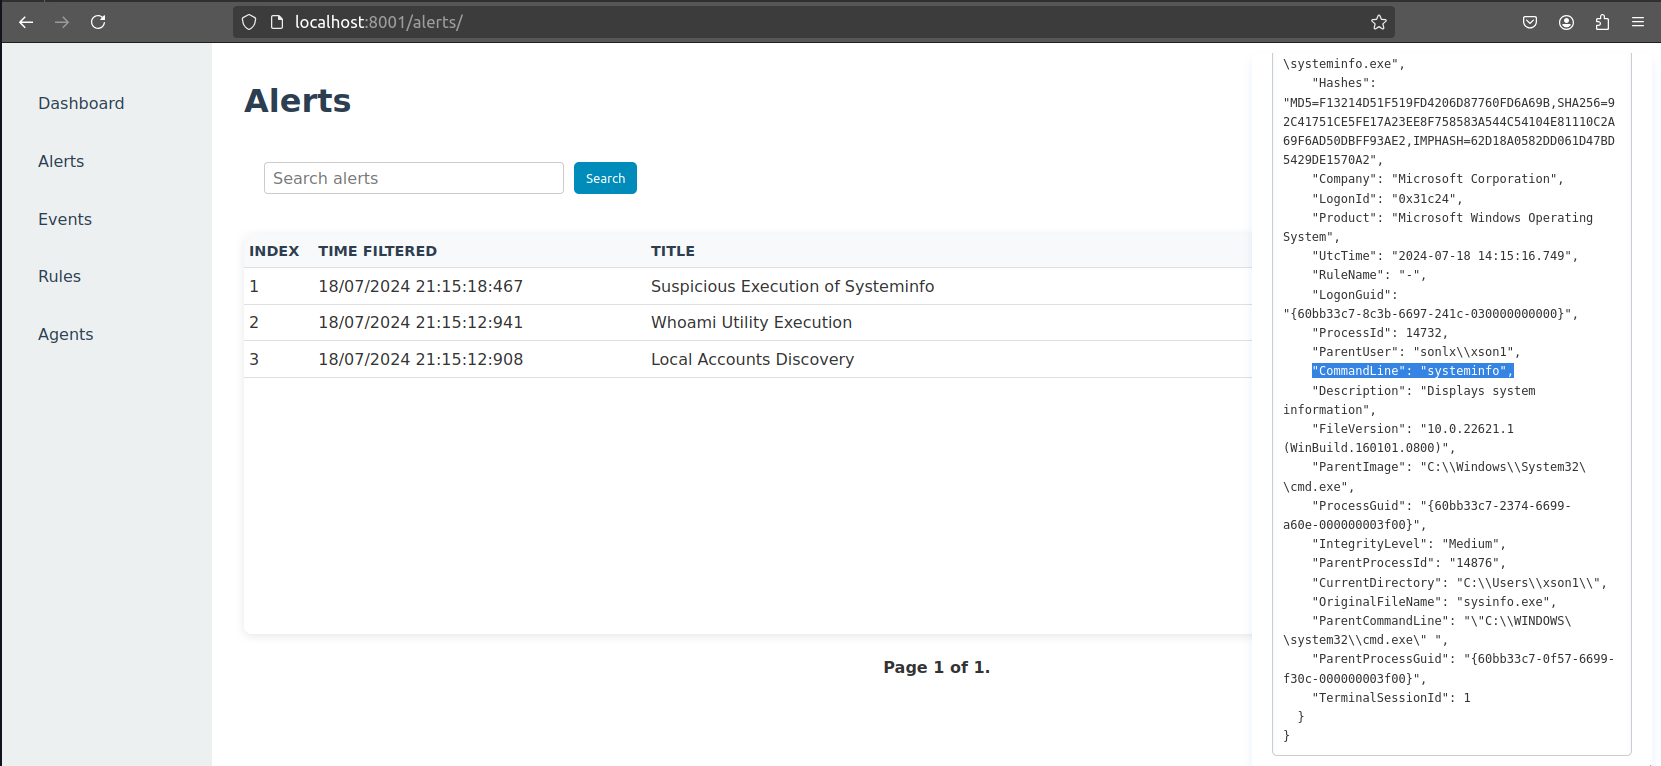 localhost:8001/alerts/
Dashboard
Alerts
Events
Rules
Agents
Alerts
Search alerts
Search
INDEX TIME FILTERED TITLE
1 18/07/2024 21:15:18:467 Suspicious Execution of Systeminfo
2 18/07/2024 21:15:12:941 Whoami Utility Execution
3 18/07/2024 21:15:12:908 Local Accounts Discovery
Page 1 of 1.
\systeminfo.exe",
"Hashes":
"MD5=F13214D51F519FD4206D87760FD6A69B,SHA256=9
2C41751CE5FE17A23EE8F758583A544C54104E81110C2A
69F6AD50DBFF93AE2,IMPHASH=62D18A0582DD061D47BD
5429DE1570A2",
"Company": "Microsoft Corporation",
"LogonId": "0x31c24",
"Product": "Microsoft Windows Operating
System",
"UtcTime": "2024-07-18 14:15:16.749",
"RuleName": "-",
"LogonGuid":
"{60bb33c7-8c3b-6697-241c-030000000000}",
"ProcessId": 14732,
"ParentUser": "sonlx\\xson1",
"CommandLine": "systeminfo",
"Description": "Displays system
information",
"FileVersion": "10.0.22621.1
(WinBuild.160101.0800)",
"ParentImage": "C:\\Windows\\System32\
\cmd.exe",
"ProcessGuid": "{60bb33c7-2374-6699-
a60e-000000003f00}",
"IntegrityLevel": "Medium",
"ParentProcessId": "14876",
"CurrentDirectory": "C:\\Users\\xson1\\",
"OriginalFileName": "sysinfo.exe",
"ParentCommandLine": "\"C:\\WINDOWS\
\system32\\cmd.exe\" ",
"ParentProcessGuid": "{60bb33c7-0f57-6699-
f30c-000000003f00}",
"TerminalSessionId": 1
}
}